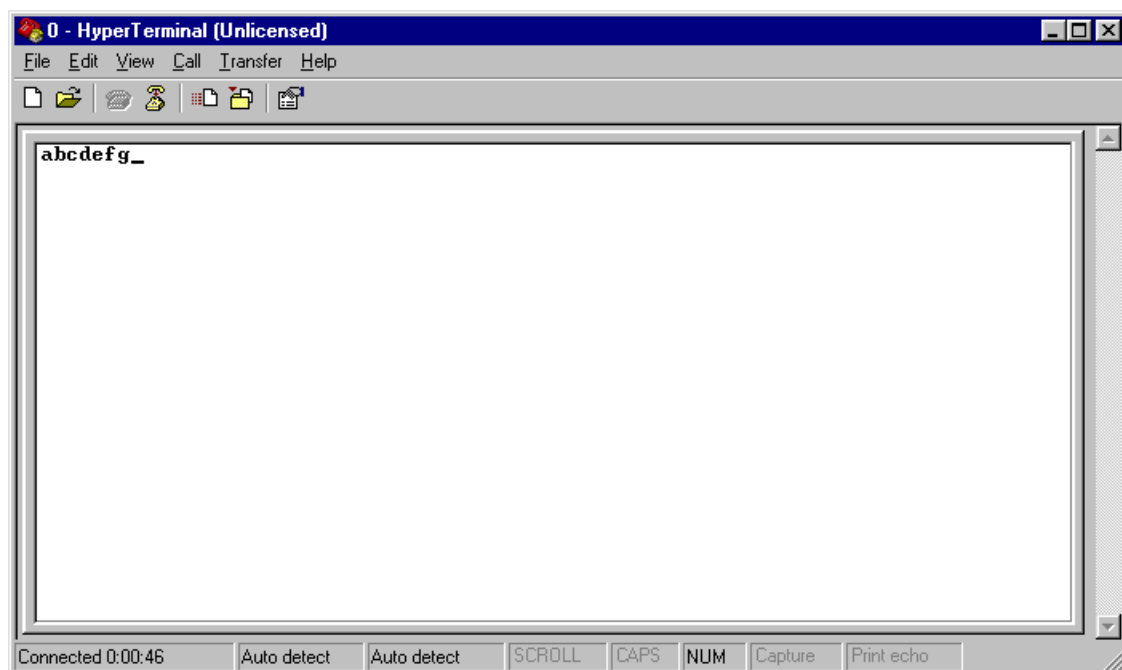 0 - HyperTerminal (Unlicensed)
File Edit View Call Transfer Help
abcdefg_
Connected 0:00:46 Auto detect Auto detect SCROLL CAPS NUM Capture Print echo